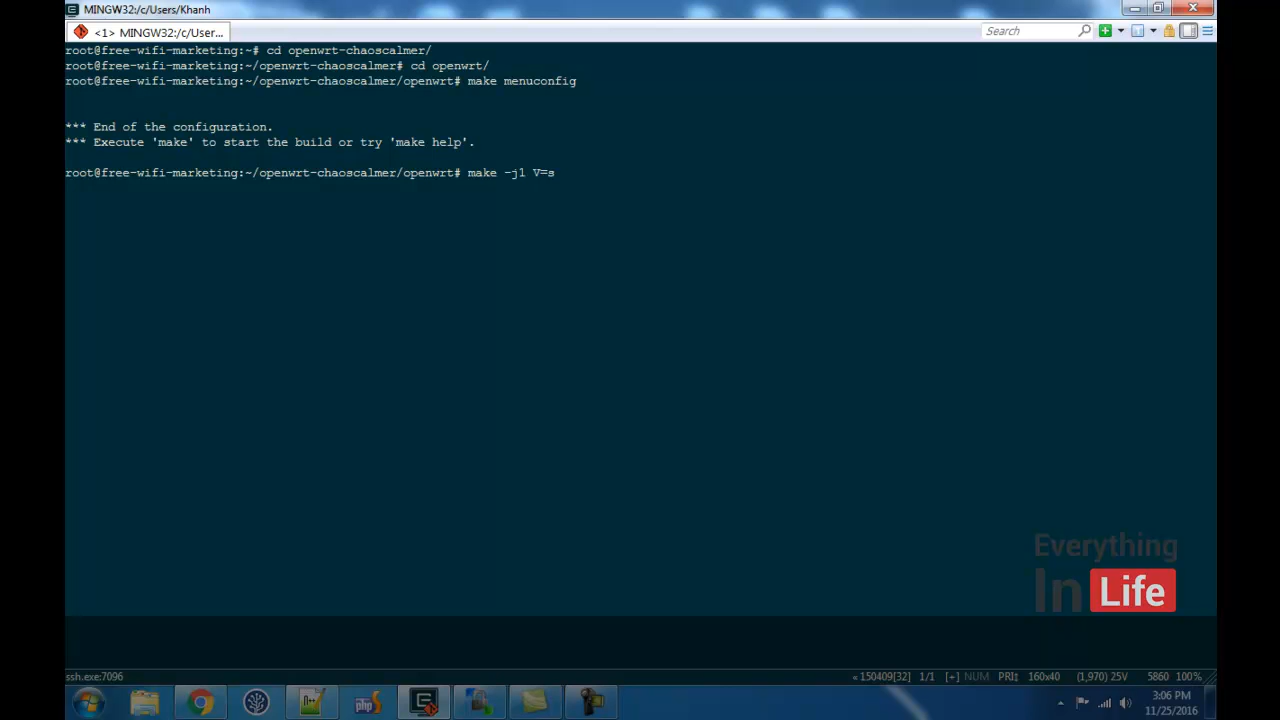 MINGW32:/c/Users/Khanh
<1> MINGW32:/c/User...
Search
root@free-wifi-marketing:~# cd openwrt-chaoscalmer/
root@free-wifi-marketing:~/openwrt-chaoscalmer# cd openwrt/
root@free-wifi-marketing:~/openwrt-chaoscalmer/openwrt# make menuconfig
*** End of the configuration.
*** Execute 'make' to start the build or try 'make help'.
root@free-wifi-marketing:~/openwrt-chaoscalmer/openwrt# make -j1 V=s
Everything
In Life
ssh.exe:7096
« 150409[32] 1/1 [+] NUM PRI↕ 160x40 (1,970) 25V 5860 100%
n++
php
3:06 PM
11/25/2016